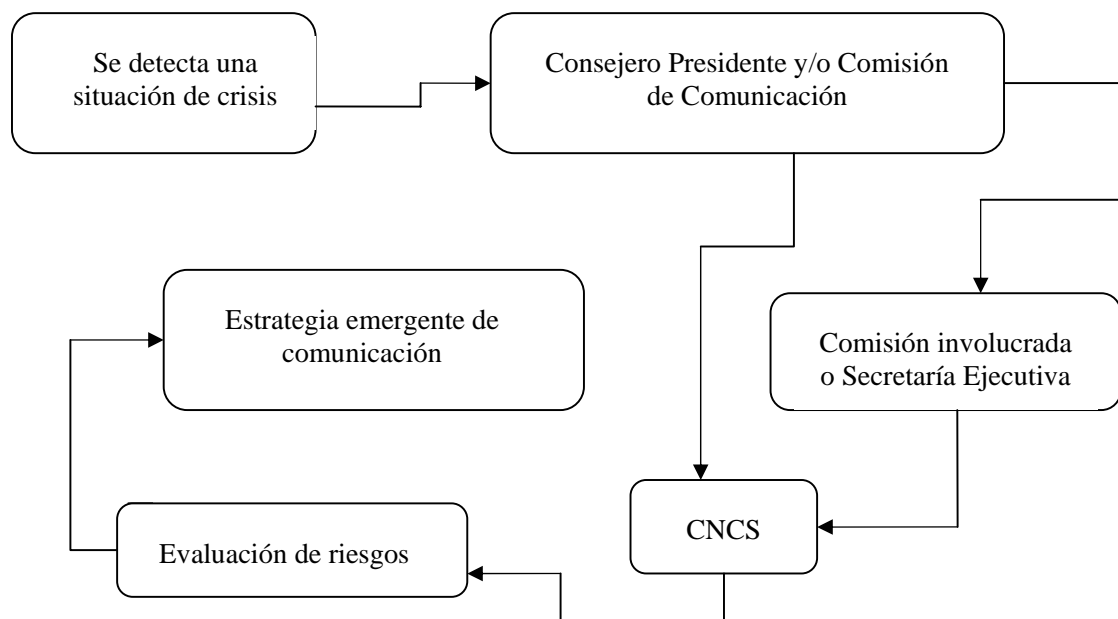 Se detecta una
situación de crisis
Consejero Presidente y/o Comisión
de Comunicación
Estrategia emergente de
comunicación
Comisión involucrada
o Secretaría Ejecutiva
CNCS
Evaluación de riesgos